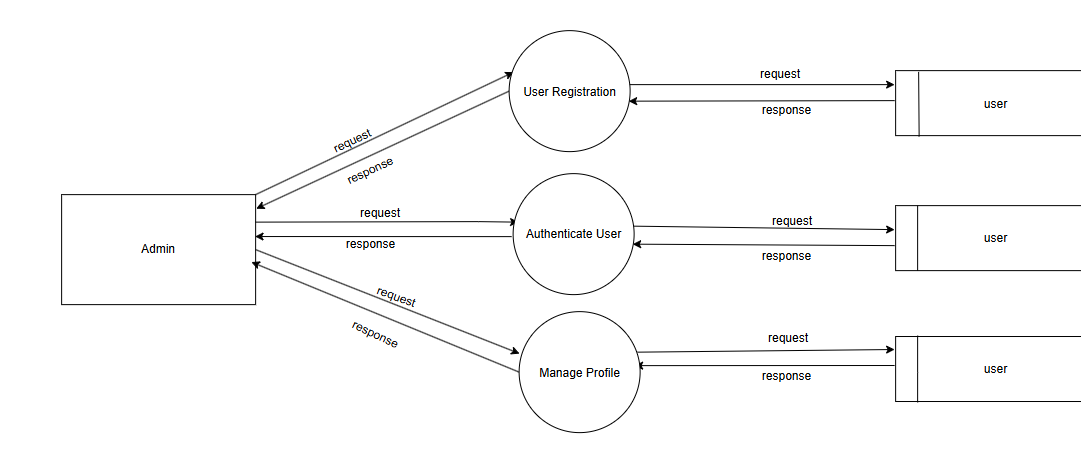 request
User Registration
request
response
user
request
response
Admin
request
response
Authenticate User
request
response
user
request
response
Manage Profile
request
response
user